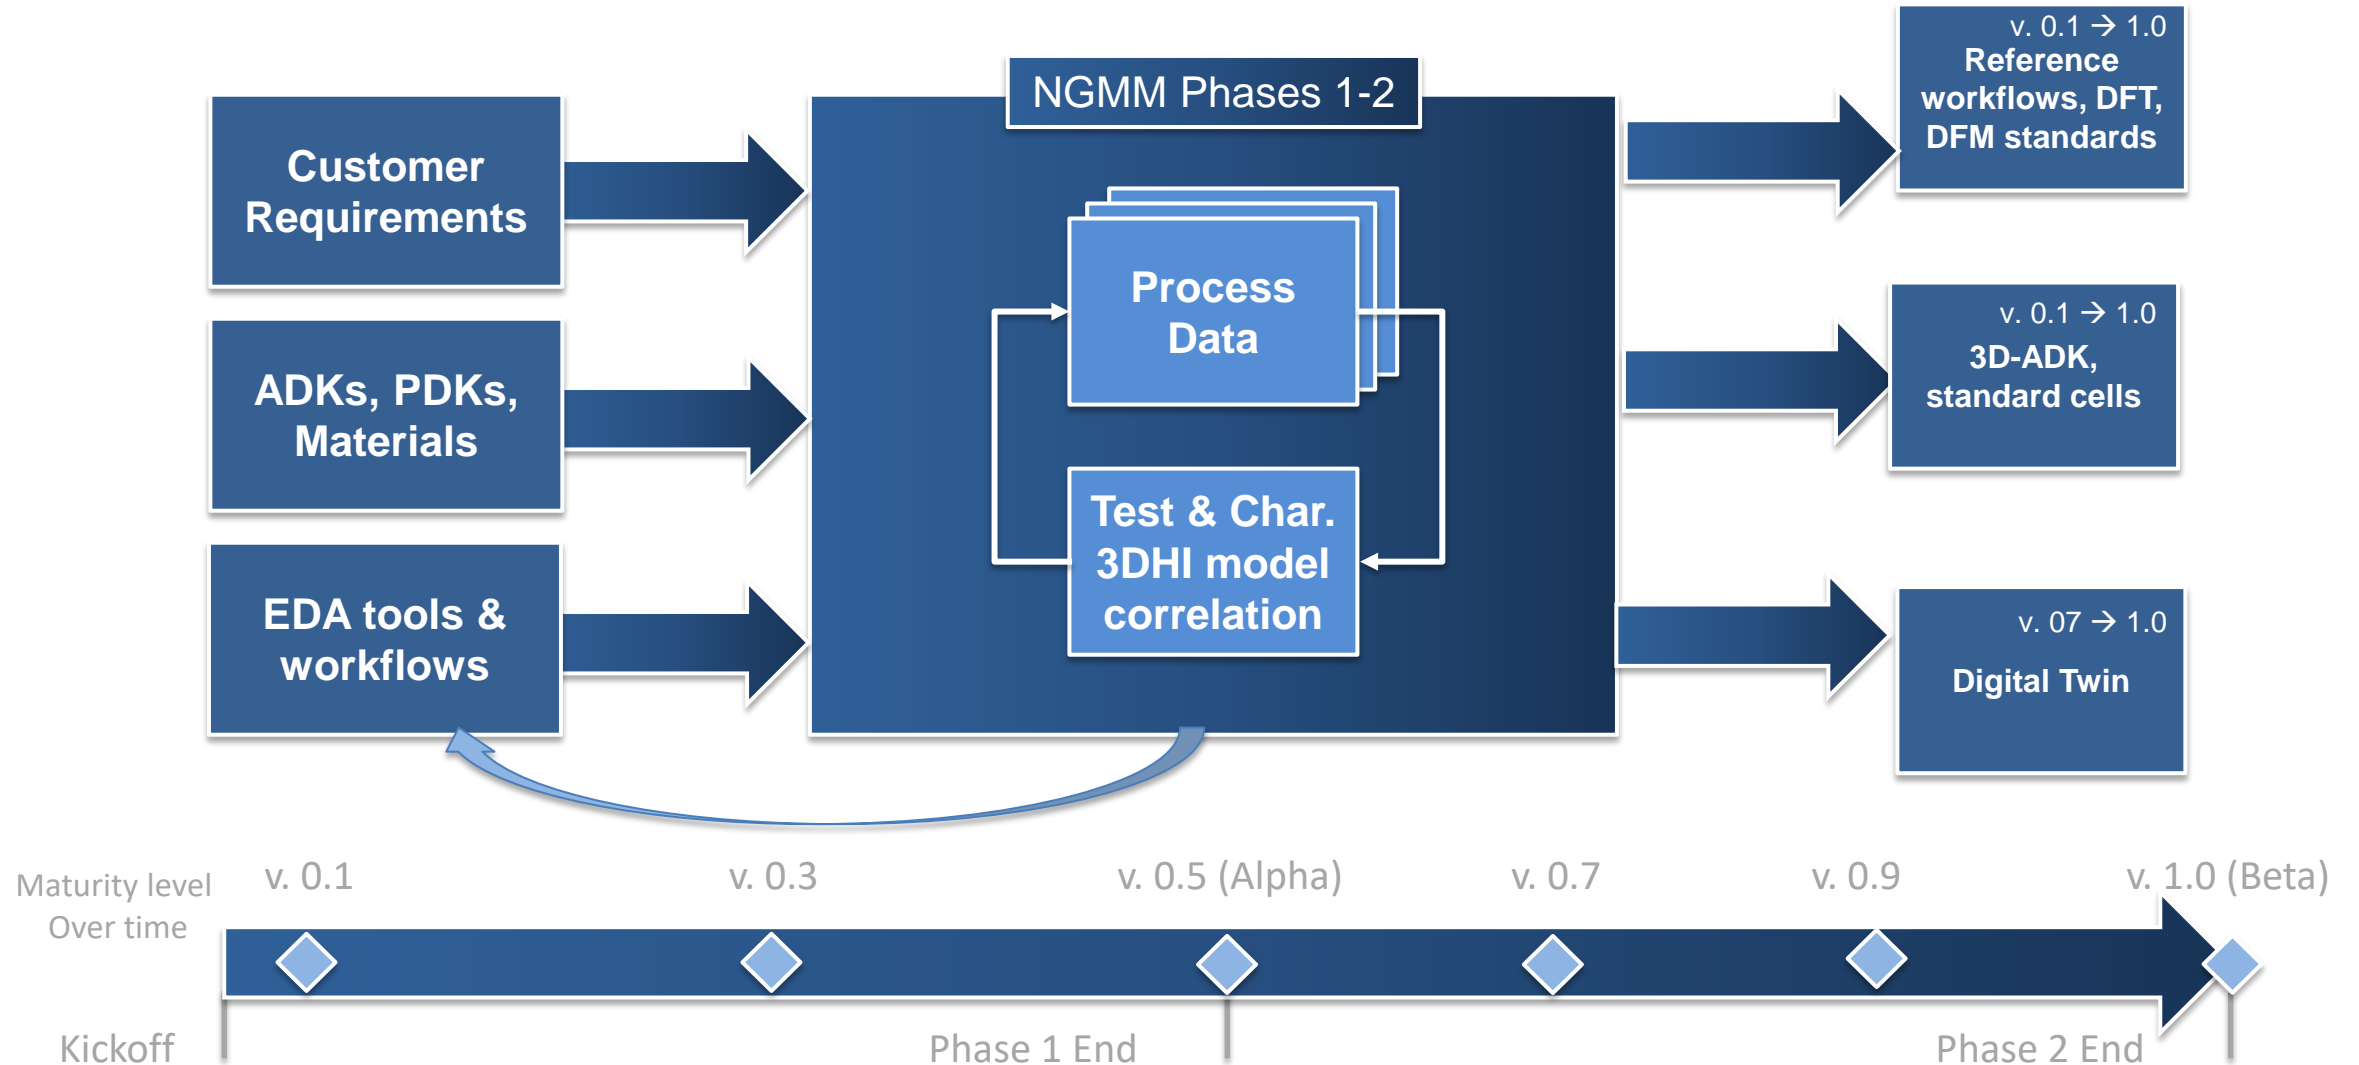 NGMM Phases 1-2
Customer
Requirements
ADKs, PDKs,
Materials
EDA tools &
workflows
Process
Data
Test & Char.
3DHI model
correlation
v. 0.1 → 1.0
Reference
workflows, DFT,
DFM standards
v. 0.1 → 1.0
3D-ADK,
standard cells
v. 07 → 1.0
Digital Twin
Maturity level
Over time
v. 0.1
v. 0.3
v. 0.5 (Alpha)
v. 0.7
v. 0.9
v. 1.0 (Beta)
Kickoff
Phase 1 End
Phase 2 End